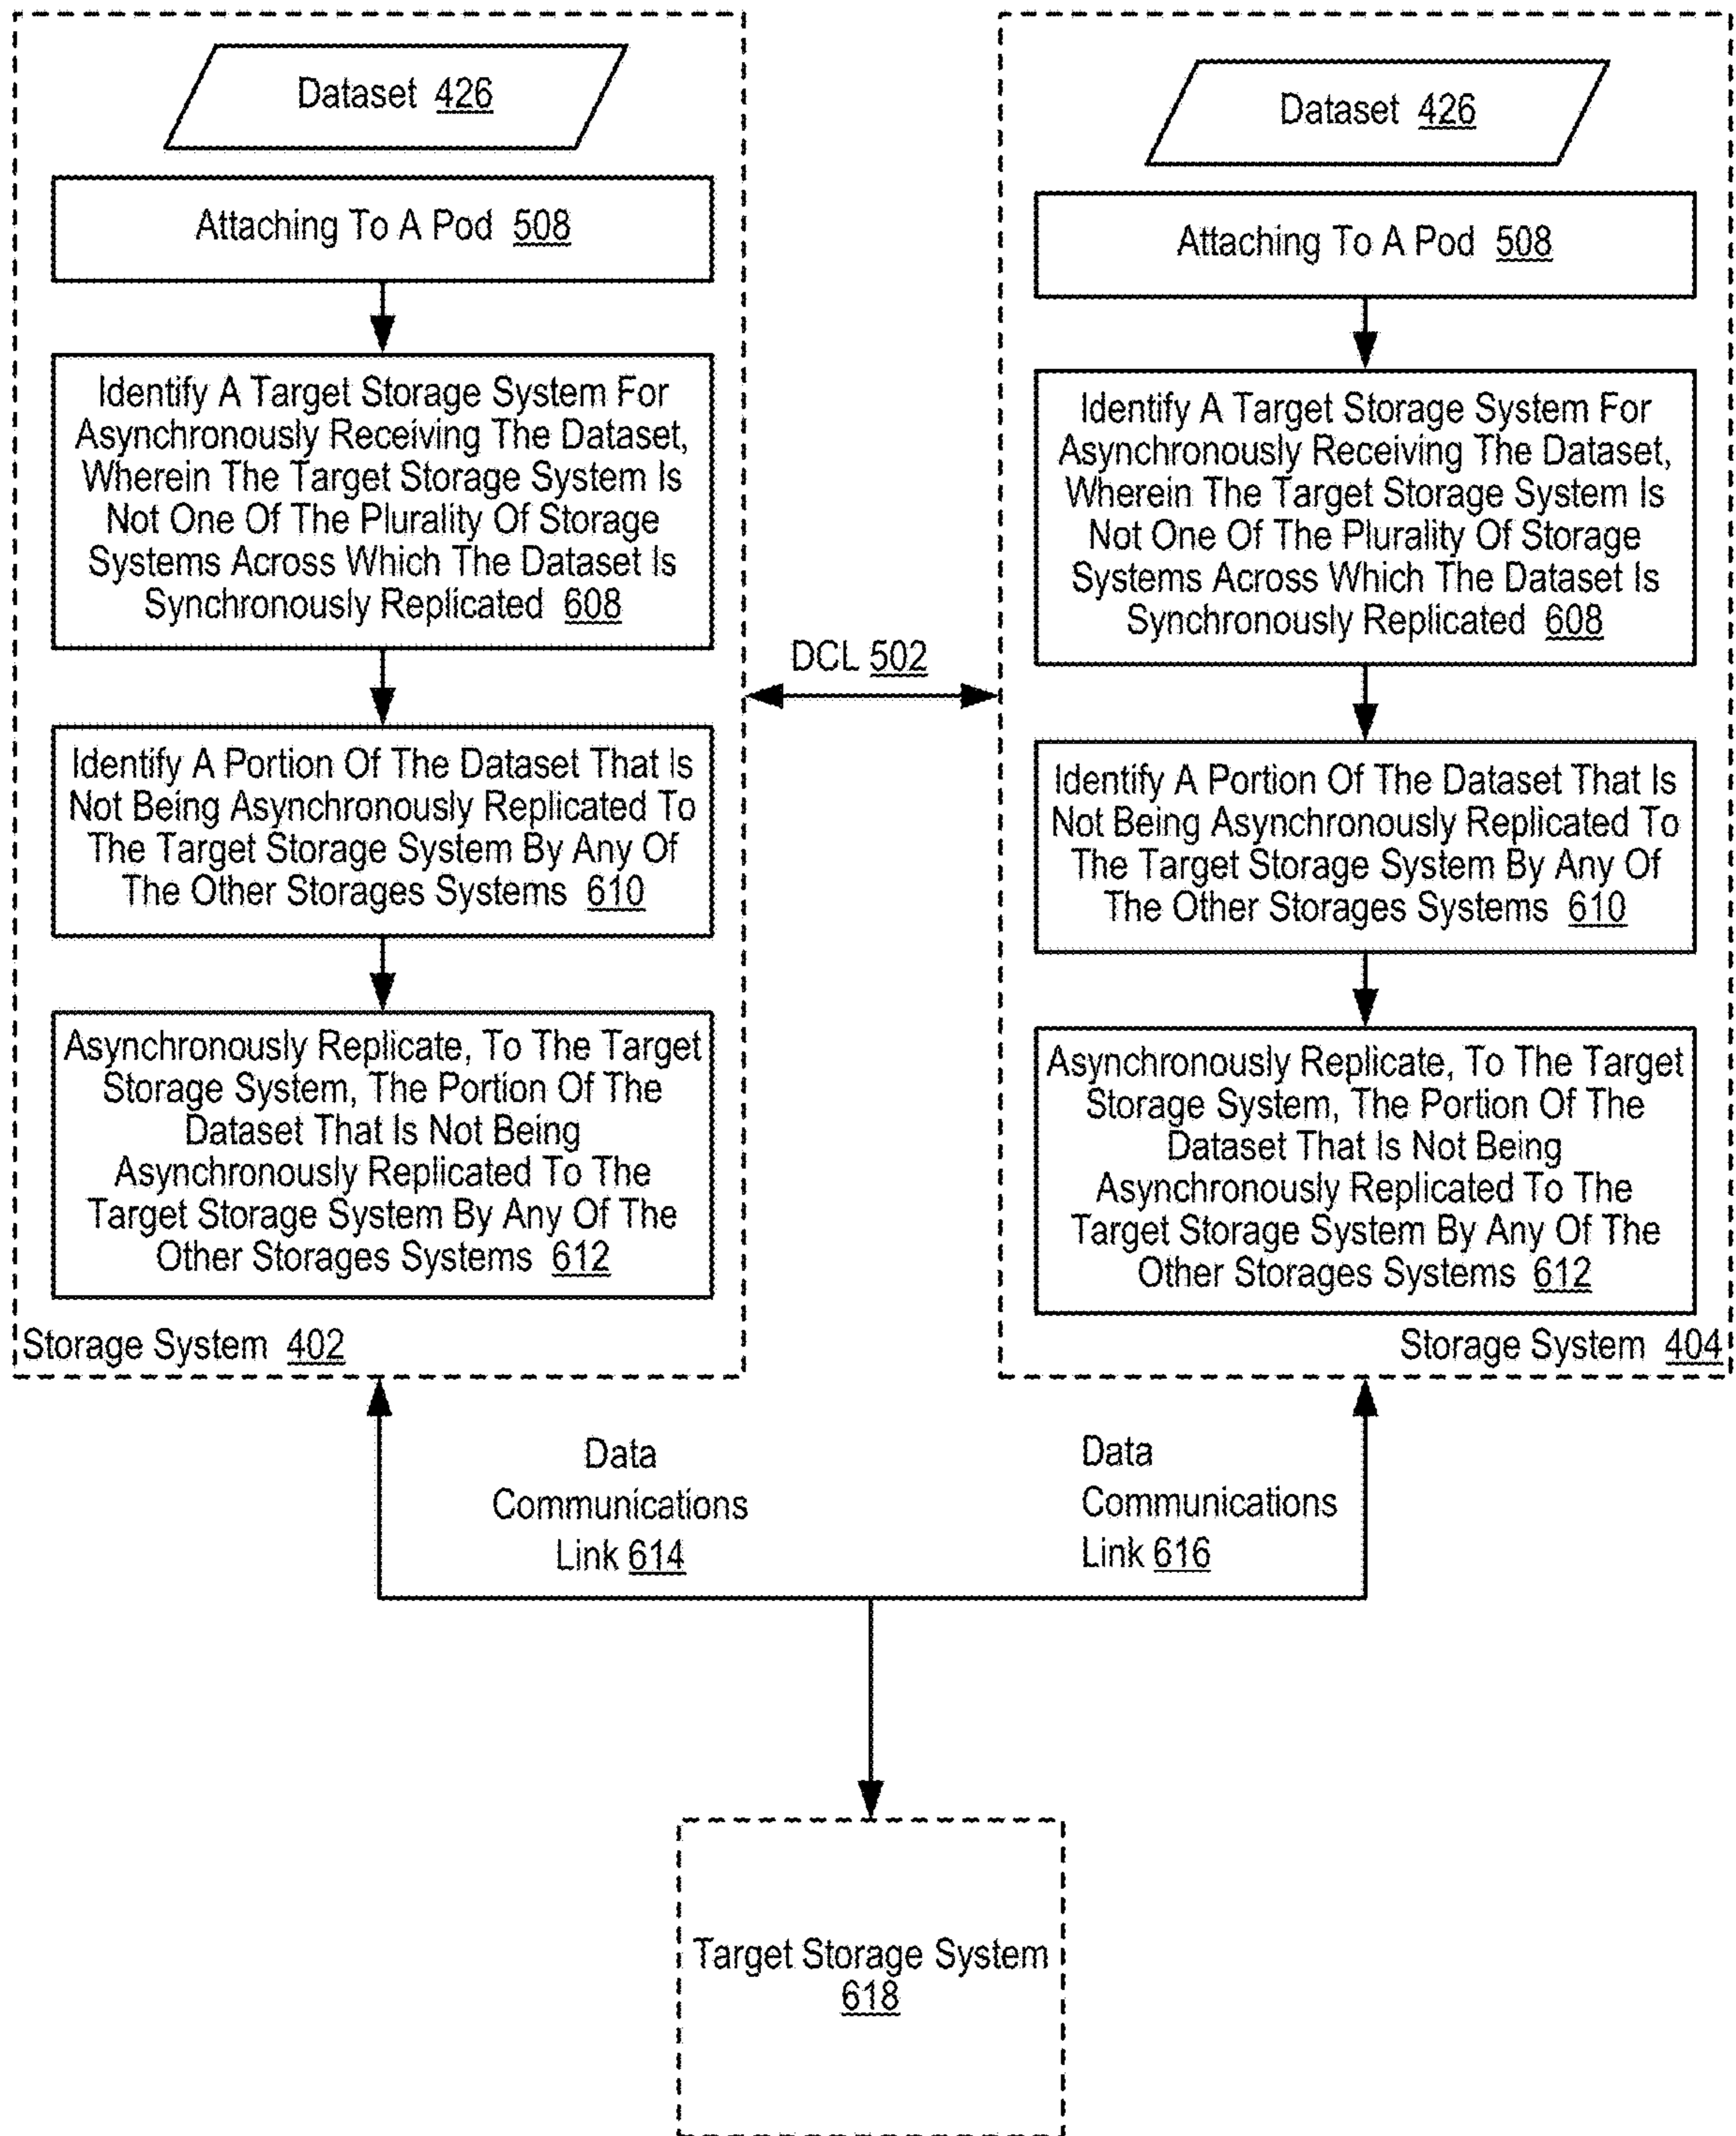 Dataset 426
Attaching To A Pod 508
Identify A Target Storage System For
Asynchronously Receiving The Dataset,
Wherein The Target Storage System Is
Not One Of The Plurality Of Storage
Systems Across Which The Dataset Is
Synchronously Replicated 608
Identify A Portion Of The Dataset That Is
Not Being Asynchronously Replicated To
The Target Storage System By Any Of
The Other Storages Systems 610
Asynchronously Replicate, To The Target
Storage System, The Portion Of The
Dataset That Is Not Being
Asynchronously Replicated To The
Target Storage System By Any Of The
Other Storages Systems 612
Storage System 402
DCL 502
Dataset 426
Attaching To A Pod 508
Identify A Target Storage System For
Asynchronously Receiving The Dataset,
Wherein The Target Storage System Is
Not One Of The Plurality Of Storage
Systems Across Which The Dataset Is
Synchronously Replicated 608
Identify A Portion Of The Dataset That Is
Not Being Asynchronously Replicated To
The Target Storage System By Any Of
The Other Storages Systems 610
Asynchronously Replicate, To The Target
Storage System, The Portion Of The
Dataset That Is Not Being
Asynchronously Replicated To The
Target Storage System By Any Of The
Other Storages Systems 612
Storage System 404
Data
Communications
Link 614
Data
Communications
Link 616
Target Storage System
618